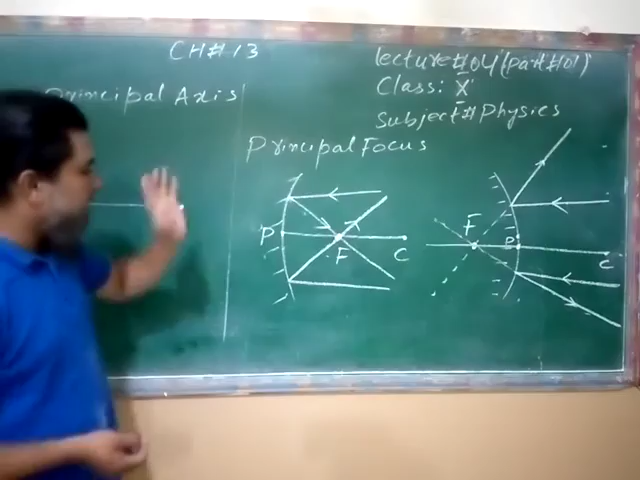 CH#13
lecture#04(part#01)
Class: X
Subject#Physics
Principal Axis
Principal Focus
P
F
C
F
P
C